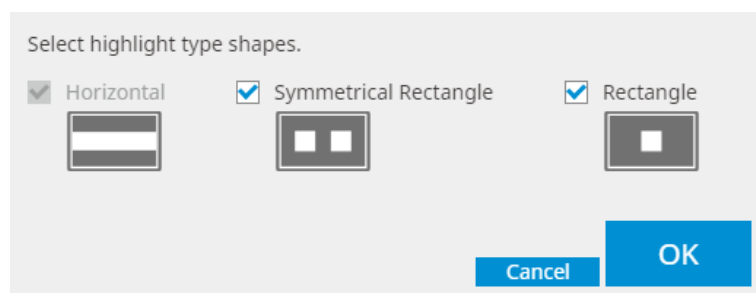 Select highlight type shapes.
Horizontal
Symmetrical Rectangle
Rectangle
Cancel
OK